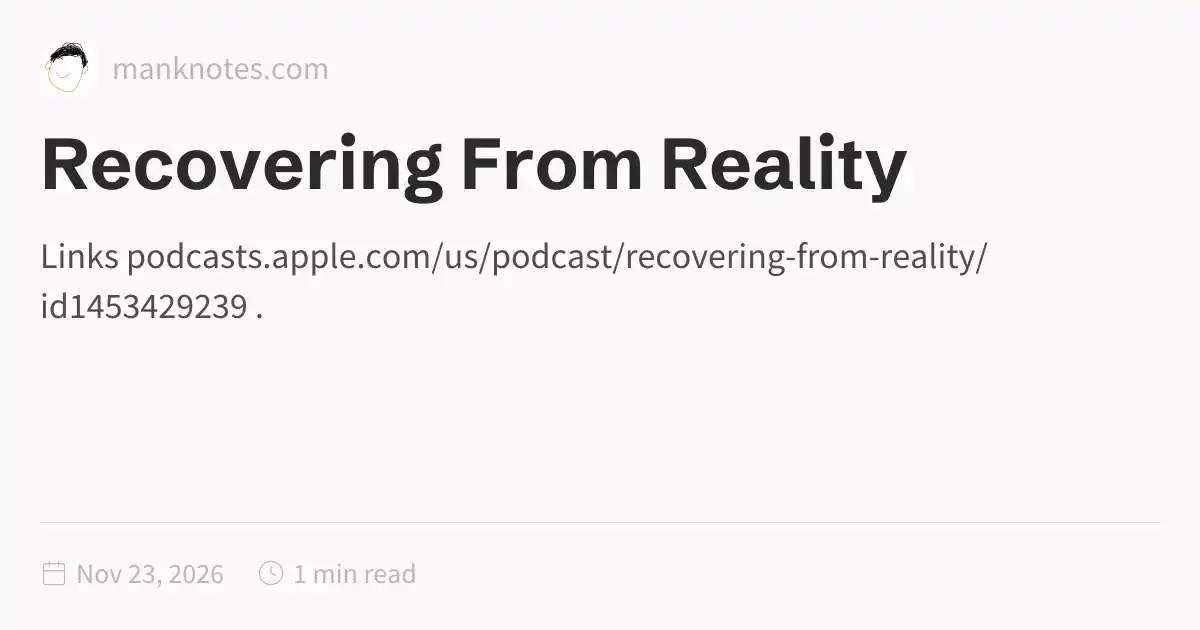 manknotes.com
Recovering From Reality
Links podcasts.apple.com/us/podcast/recovering-from-reality/
id1453429239 .
Nov 23, 2026 1 min read